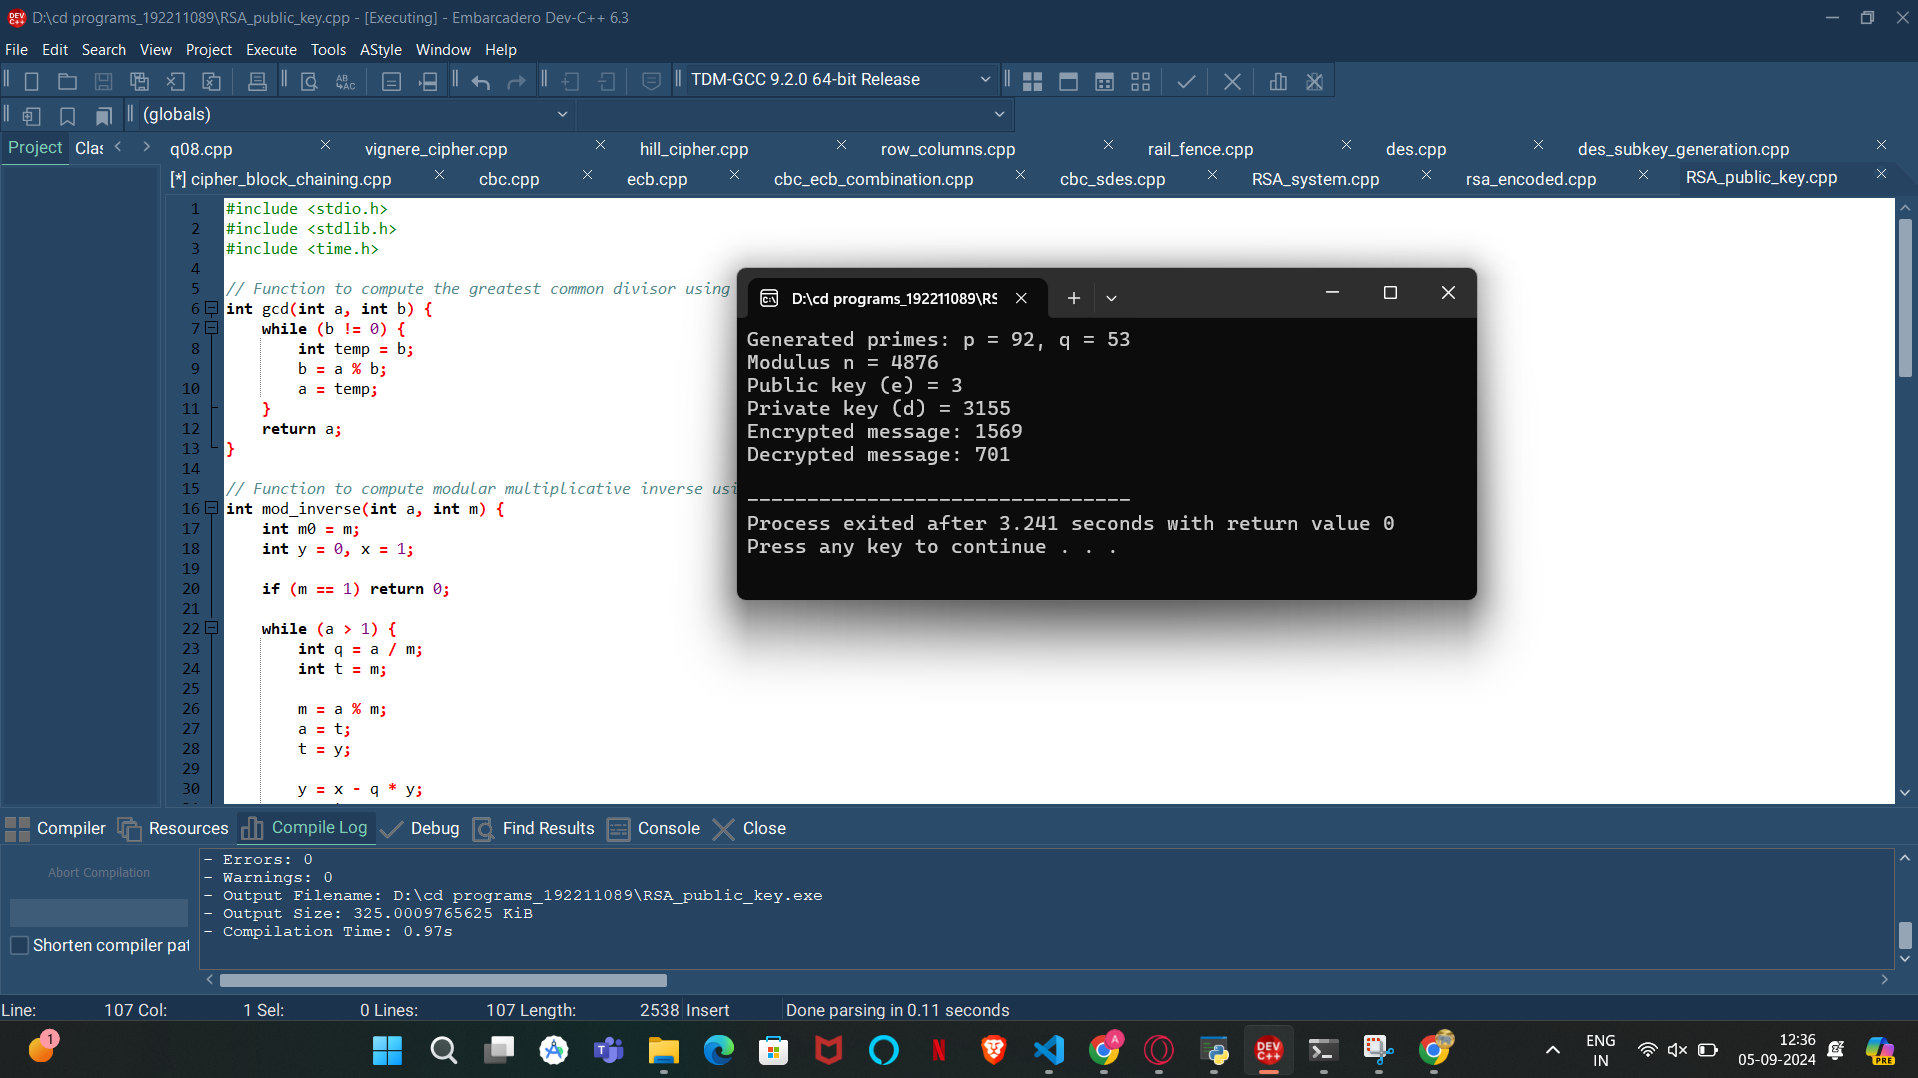 D:\cd programs_192211089\RSA_public_key.cpp - [Executing] - Embarcadero Dev-C++ 6.3
File Edit Search View Project Execute Tools AStyle Window Help
TDM-GCC 9.2.0 64-bit Release
(globals)
Project Clas
q08.cpp vignere_cipher.cpp hill_cipher.cpp row_columns.cpp rail_fence.cpp des.cpp des_subkey_generation.cpp
[*] cipher_block_chaining.cpp cbc.cpp ecb.cpp cbc_ecb_combination.cpp cbc_sdes.cpp RSA_system.cpp rsa_encoded.cpp RSA_public_key.cpp
1 #include <stdio.h>
2 #include <stdlib.h>
3 #include <time.h>
4
5 // Function to compute the greatest common divisor using
6 int gcd(int a, int b) {
7 while (b != 0) {
8 int temp = b;
9 b = a % b;
10 a = temp;
11 }
12 return a;
13 }
14
15 // Function to compute modular multiplicative inverse usi
16 int mod_inverse(int a, int m) {
17 int m0 = m;
18 int y = 0, x = 1;
19
20 if (m == 1) return 0;
21
22 while (a > 1) {
23 int q = a / m;
24 int t = m;
25
26 m = a % m;
27 a = t;
28 t = y;
29
30 y = x - q * y;
D:\cd programs_192211089\RS
Generated primes: p = 92, q = 53
Modulus n = 4876
Public key (e) = 3
Private key (d) = 3155
Encrypted message: 1569
Decrypted message: 701
--------------------------------
Process exited after 3.241 seconds with return value 0
Press any key to continue . . .
Compiler Resources Compile Log Debug Find Results Console Close
Abort Compilation
Shorten compiler pat
- Errors: 0
- Warnings: 0
- Output Filename: D:\cd programs_192211089\RSA_public_key.exe
- Output Size: 325.0009765625 KiB
- Compilation Time: 0.97s
Line: 107 Col: 1 Sel: 0 Lines: 107 Length: 2538 Insert Done parsing in 0.11 seconds
1
A
DEV C++
PRE
ENG
IN
12:36
05-09-2024